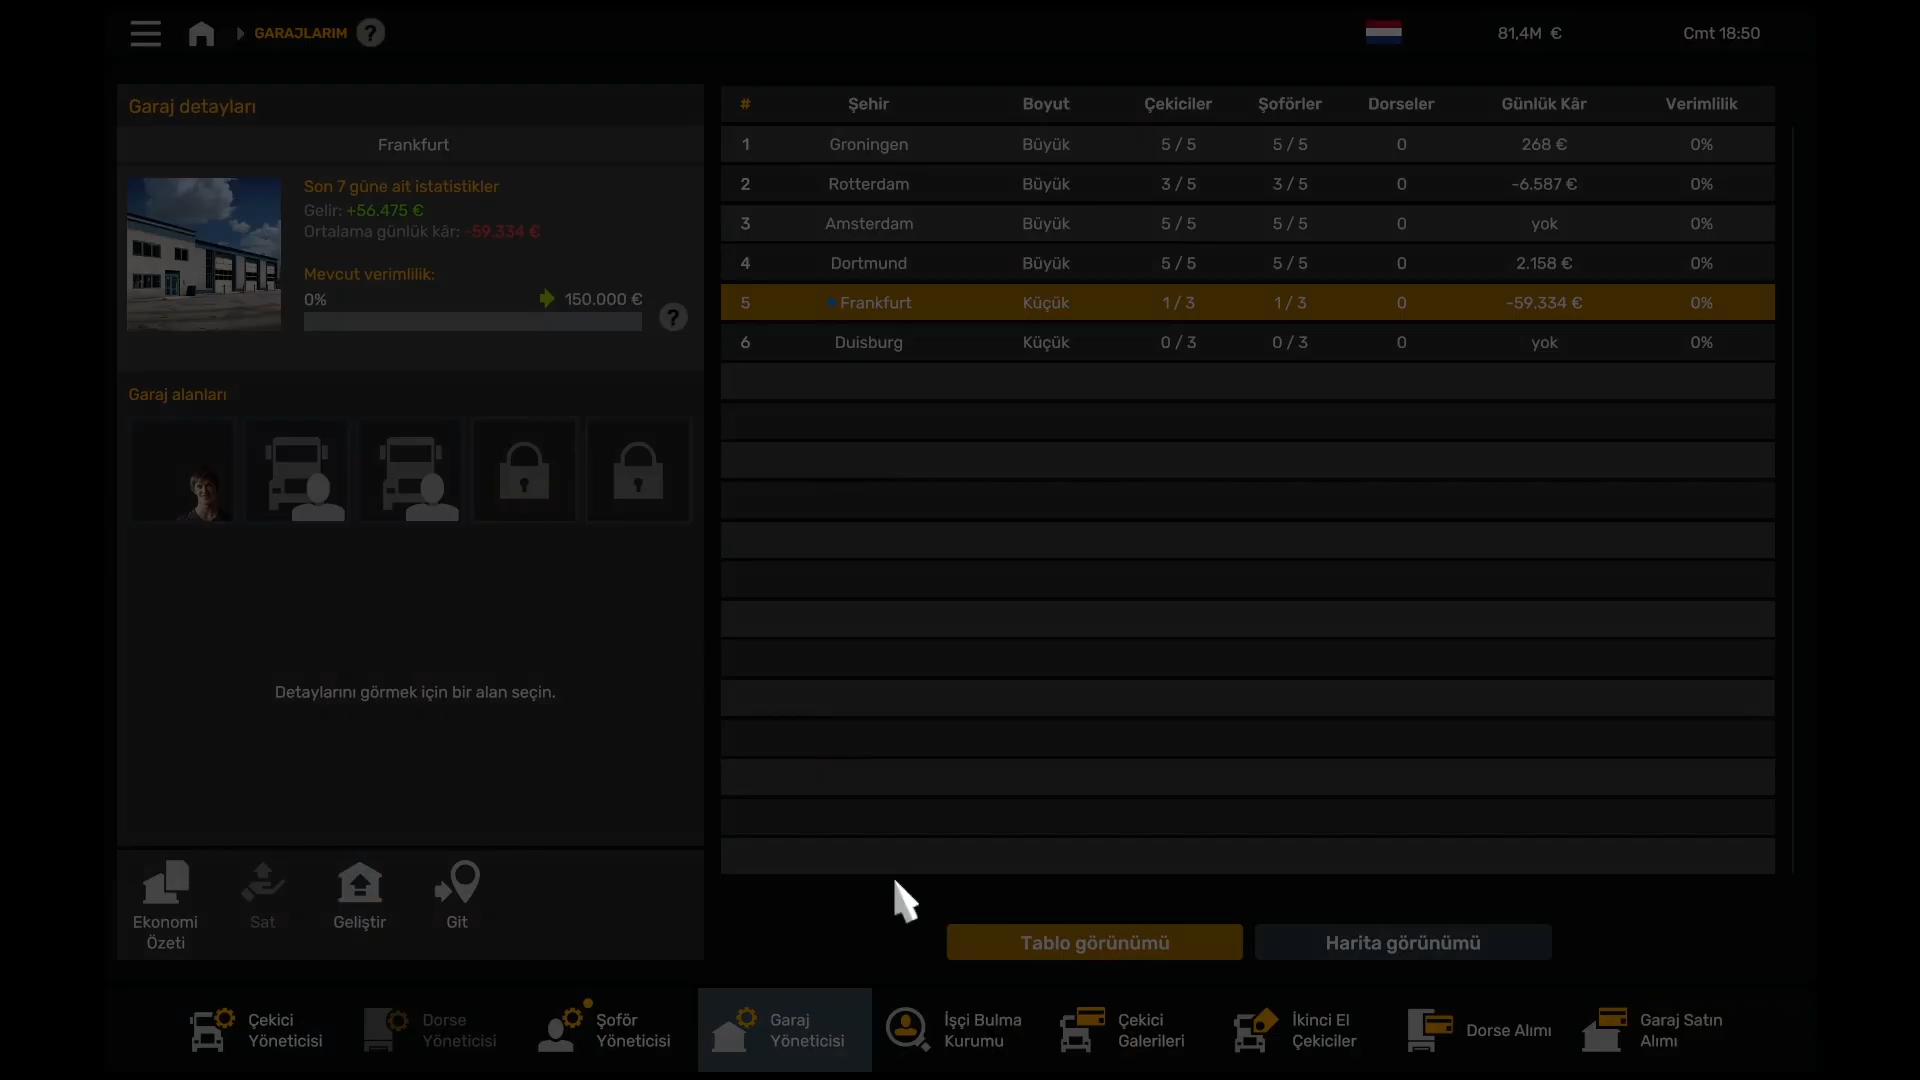 GARAJLARIM ?
81,4M €
Cmt 18:50
Garaj detayları
Frankfurt
Son 7 güne ait istatistikler
Gelir: +56.475 €
Ortalama günlük kâr: -59.334 €
Mevcut verimlilik:
0% 150.000 €
?
Garaj alanları
Detaylarını görmek için bir alan seçin.
Ekonomi Özeti
Sat
Geliştir
Git
# Şehir Boyut Çekiciler Şoförler Dorseler Günlük Kâr Verimlilik
1 Groningen Büyük 5 / 5 5 / 5 0 268 € 0%
2 Rotterdam Büyük 3 / 5 3 / 5 0 -6.587 € 0%
3 Amsterdam Büyük 5 / 5 5 / 5 0 yok 0%
4 Dortmund Büyük 5 / 5 5 / 5 0 2.158 € 0%
5 Frankfurt Küçük 1 / 3 1 / 3 0 -59.334 € 0%
6 Duisburg Küçük 0 / 3 0 / 3 0 yok 0%
Tablo görünümü
Harita görünümü
Çekici Yöneticisi
Dorse Yöneticisi
Şoför Yöneticisi
Garaj Yöneticisi
İşçi Bulma Kurumu
Çekici Galerileri
İkinci El Çekiciler
Dorse Alımı
Garaj Satın Alımı